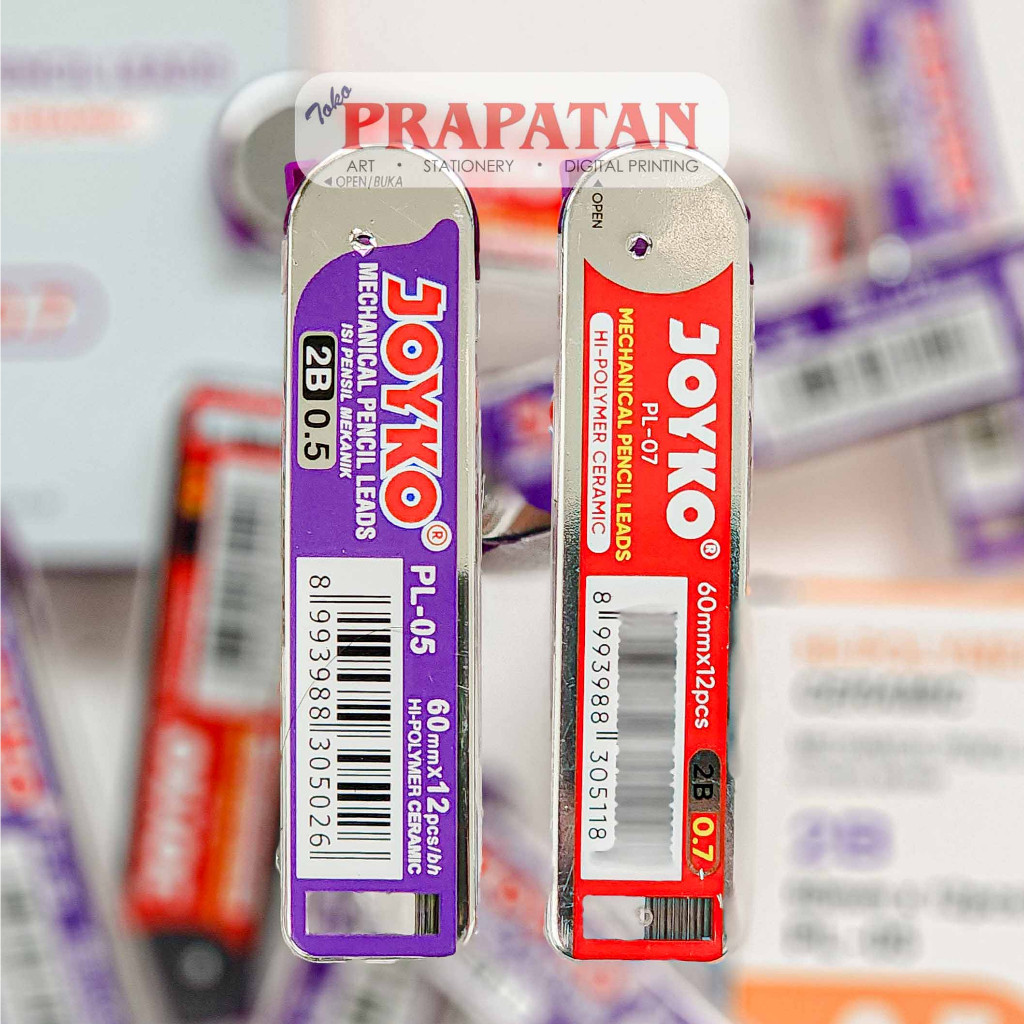 Toko
PRAPATAN
ART • STATIONERY • DIGITAL PRINTING
◄ OPEN/BUKA
JOYKO®
MECHANICAL PENCIL LEADS
ISI PENSIL MEKANIK
2B 0.5
PL-05
60mmx12pcs/bh
HI-POLYMER CERAMIC
8 993988 305026
▲ OPEN
JOYKO®
PL-07
MECHANICAL PENCIL LEADS
HI-POLYMER CERAMIC
60mmx12pcs
2B 0.7
8 993988 305118